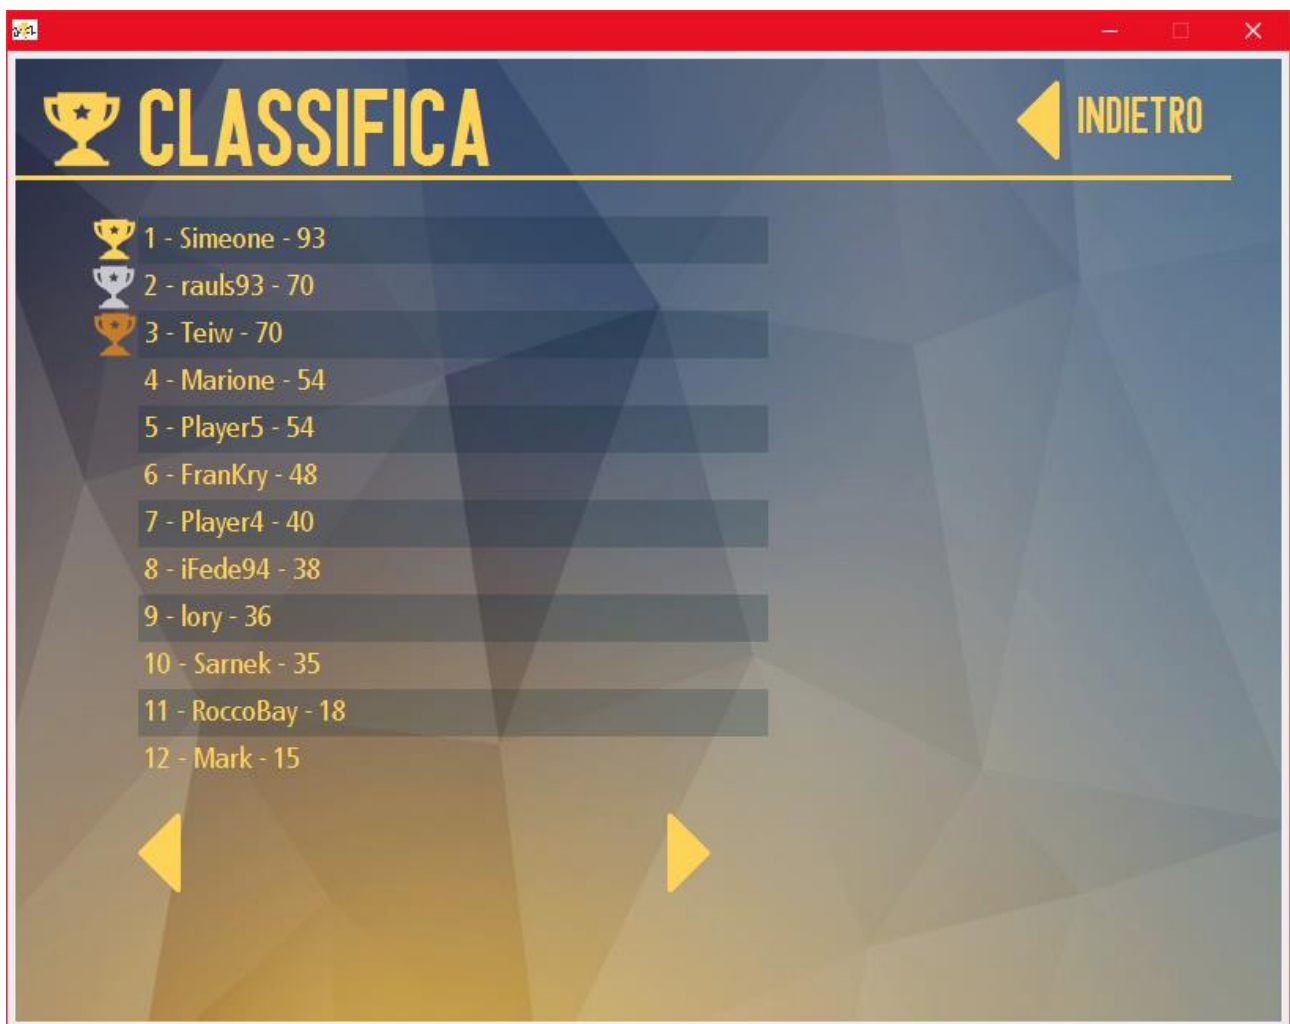 CLASSIFICA
INDIETRO
1 - Simeone - 93
2 - rauls93 - 70
3 - Teiw - 70
4 - Marione - 54
5 - Player5 - 54
6 - FranKry - 48
7 - Player4 - 40
8 - iFede94 - 38
9 - lory - 36
10 - Sarnek - 35
11 - RoccoBay - 18
12 - Mark - 15